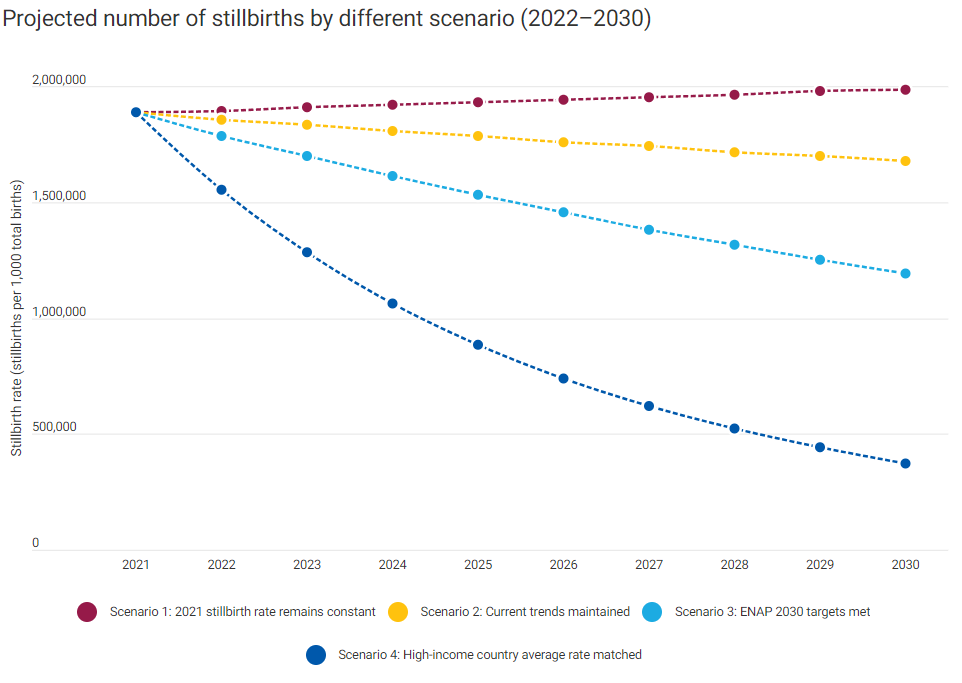 Projected number of stillbirths by different scenario (2022–2030)
Stillbirth rate (stillbirths per 1,000 total births)
2,000,000
1,500,000
1,000,000
500,000
0
2021 2022 2023 2024 2025 2026 2027 2028 2029 2030
Scenario 1: 2021 stillbirth rate remains constant Scenario 2: Current trends maintained Scenario 3: ENAP 2030 targets met
Scenario 4: High-income country average rate matched